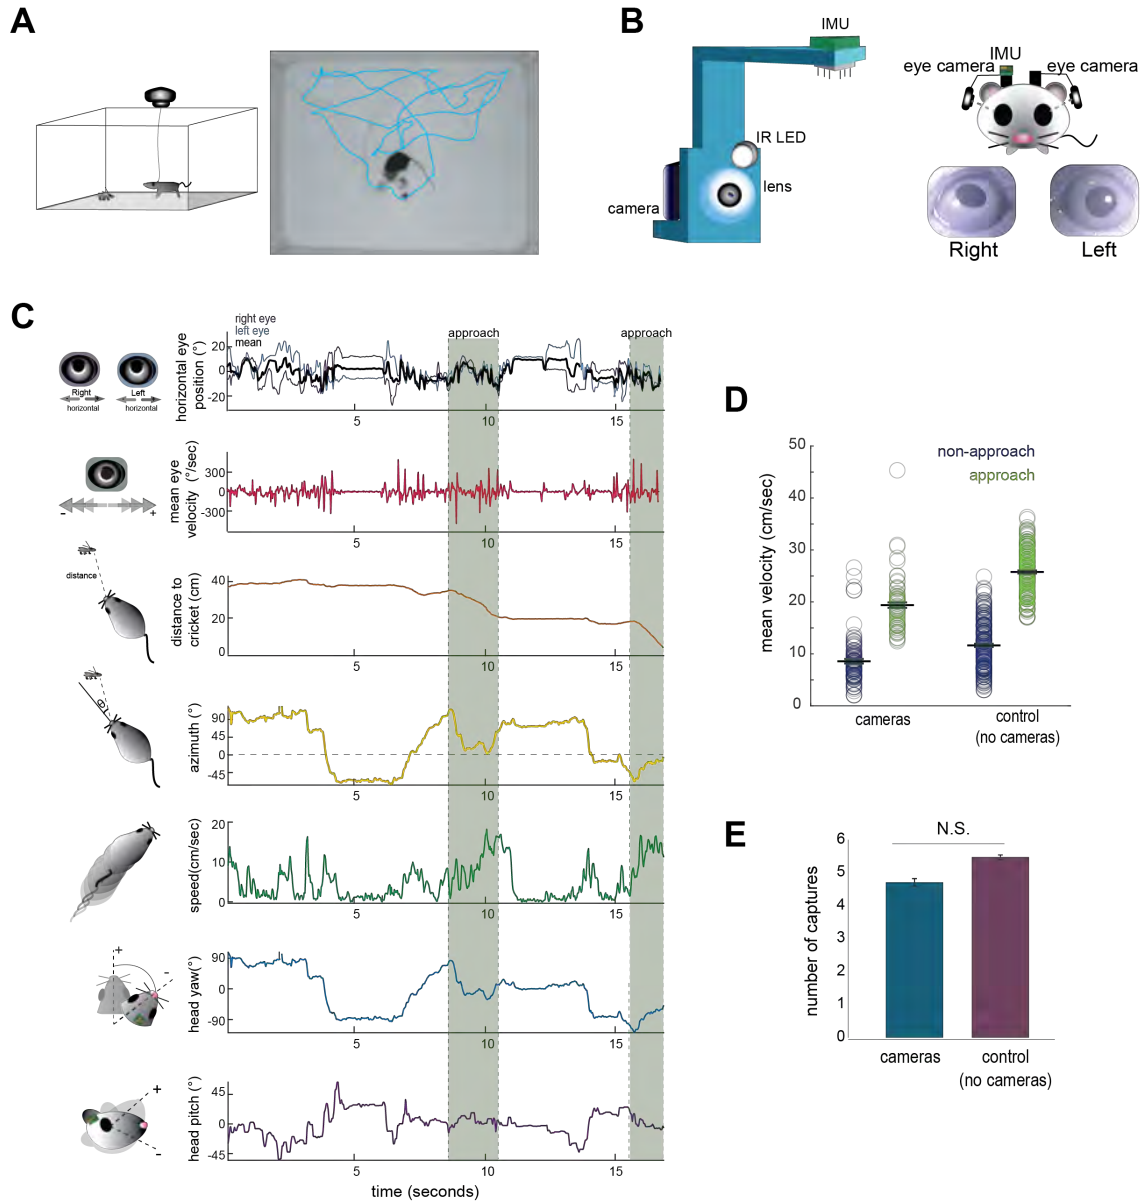 A
B
IMU
IR LED
lens
camera
IMU
eye camera
eye camera
Right
Left
C
right eye
left eye
mean
approach
approach
Right
Left
horizontal
horizontal
horizontal eye
position (°)
20
0
-20
5
10
15
-
+
mean eye
velocity (°/sec)
300
0
-300
5
10
15
distance
distance to
cricket (cm)
40
20
0
5
10
15
azimuth (°)
90
45
0
-45
5
10
15
speed(cm/sec)
20
10
0
5
10
15
+
-
head yaw(°)
90
0
-90
5
10
15
+
-
head pitch (°)
45
0
-45
5
10
15
time (seconds)
D
mean velocity (cm/sec)
50
40
30
20
10
0
non-approach
approach
cameras
control
(no cameras)
E
N.S.
number of captures
6
5
4
3
2
1
0
cameras
control
(no cameras)